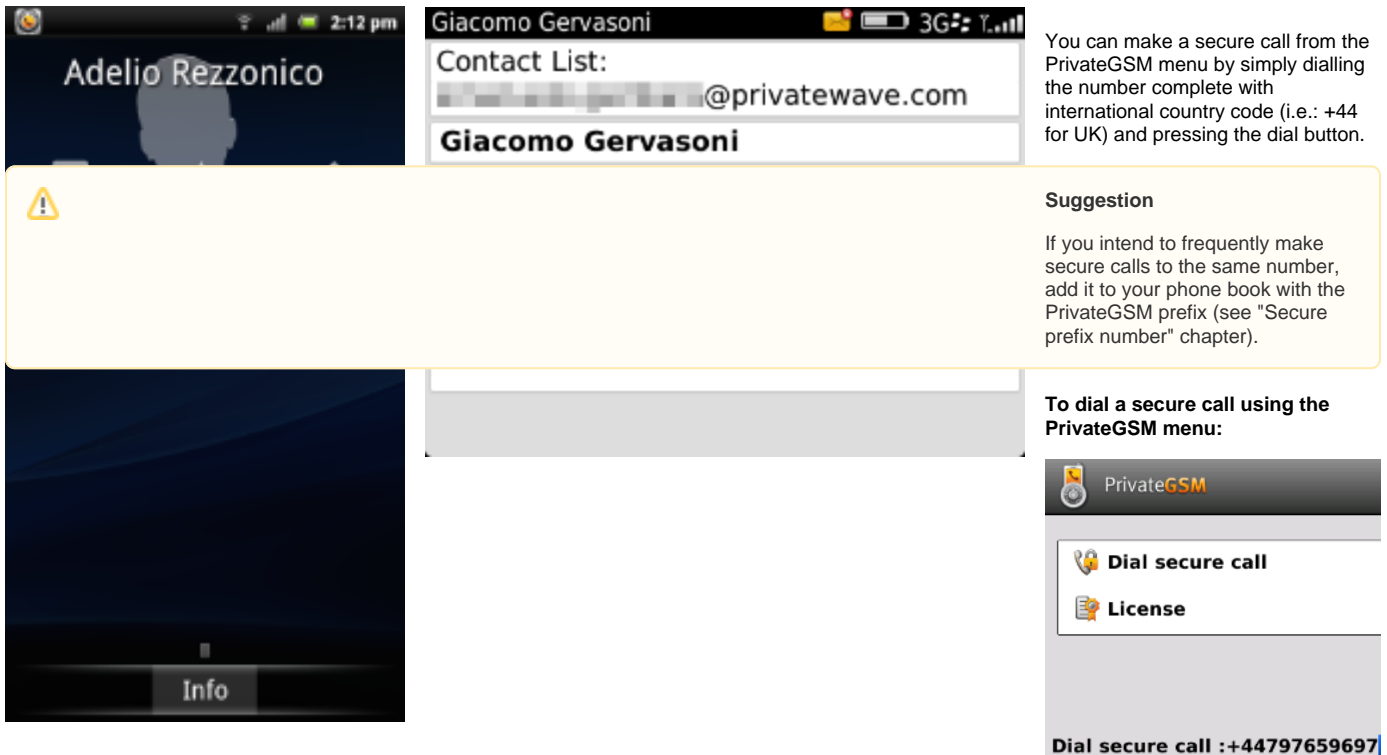 2:12 pm
Adelio Rezzonico
Info
Giacomo Gervasoni
3G
Contact List:
@privatewave.com
Giacomo Gervasoni
You can make a secure call from the
PrivateGSM menu by simply dialling
the number complete with
international country code (i.e.: +44
for UK) and pressing the dial button.
Suggestion
If you intend to frequently make
secure calls to the same number,
add it to your phone book with the
PrivateGSM prefix (see "Secure
prefix number" chapter).
To dial a secure call using the
PrivateGSM menu:
PrivateGSM
Dial secure call
License
Dial secure call :+44797659697